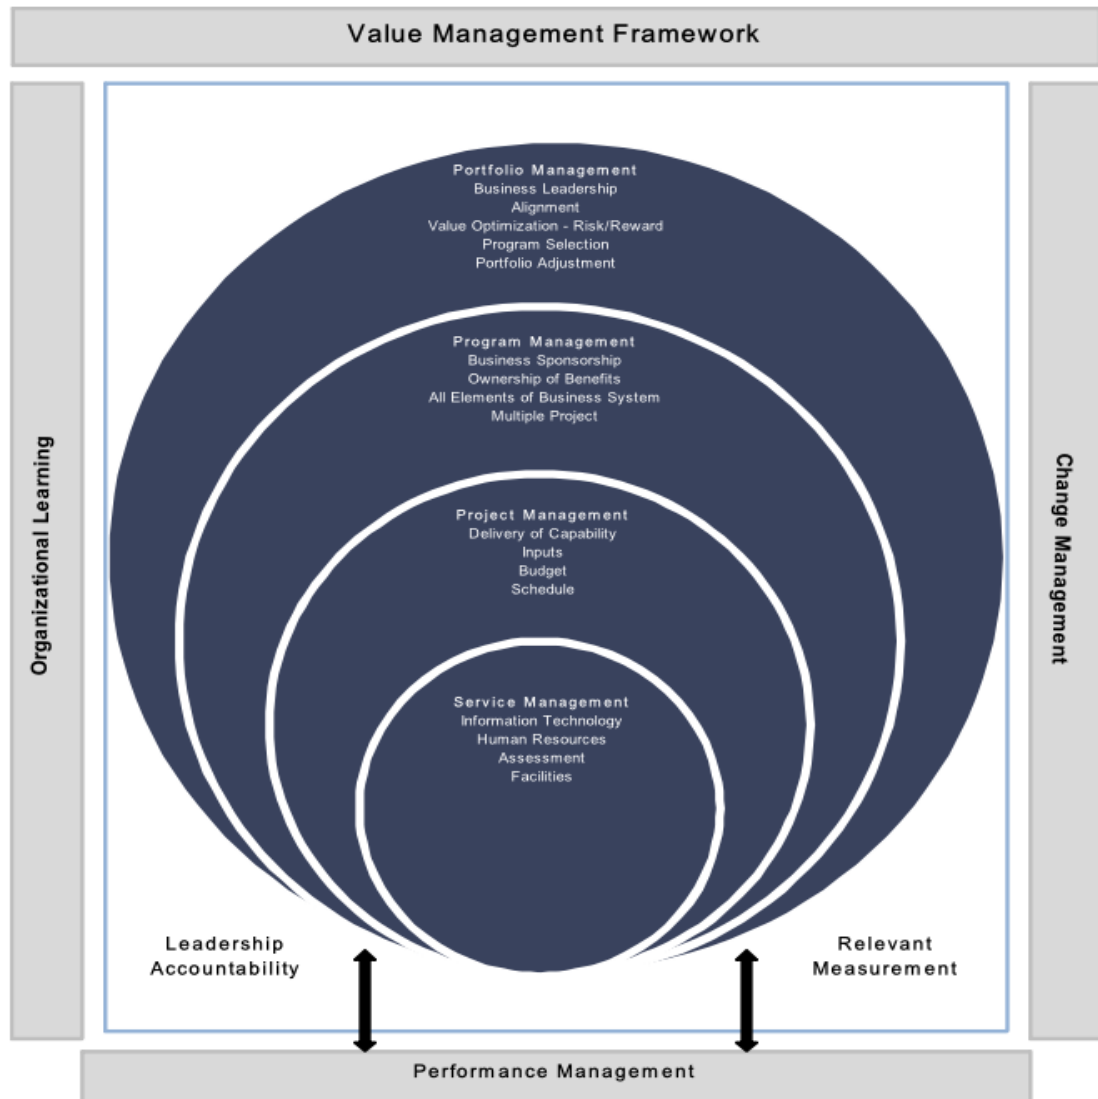 Value Management Framework
Portfolio Management
Business Leadership
Alignment
Value Optimization - Risk/Reward
Program Selection
Portfolio Adjustment
Program Management
Business Sponsorship
Ownership of Benefits
All Elements of Business System
Multiple Project
Organizational Learning
Change Management
Project Management
Delivery of Capability
Inputs
Budget
Schedule
Service Management
Information Technology
Human Resources
Assessment
Facilities
Leadership
Accountability
Relevant
Measurement
Performance Management